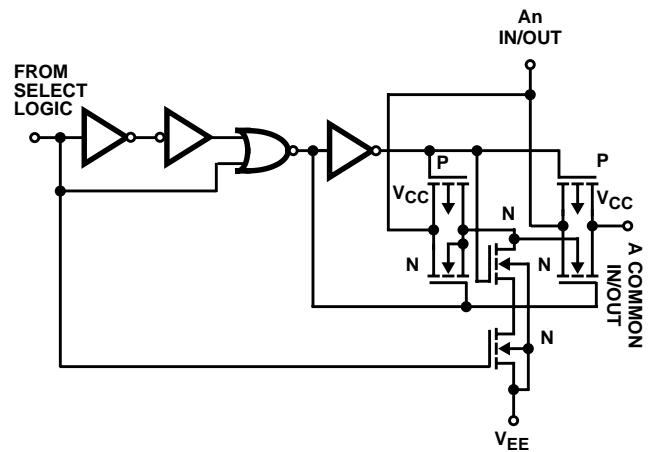 An
IN/OUT
FROM
SELECT
LOGIC
P
P
VCC
VCC
N
N
N
N
A COMMON
IN/OUT
VEE